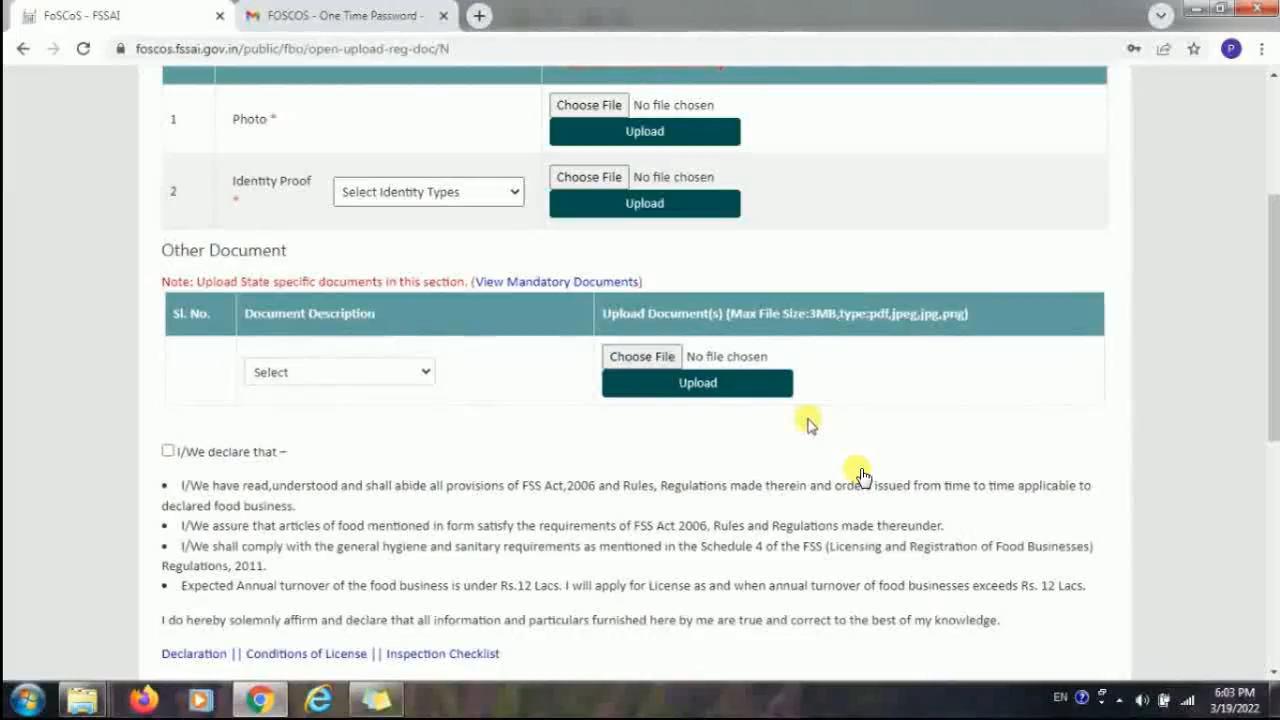 FoSCoS - FSSAI
FOSCOS - One Time Password -
foscos.fssai.gov.in/public/fbo/open-upload-reg-doc/N
P
1
Photo *
Choose File No file chosen
Upload
2
Identity Proof
*
Select Identity Types
Choose File No file chosen
Upload
Other Document
Note: Upload State specific documents in this section. (View Mandatory Documents)
Sl. No. Document Description Upload Document(s) (Max File Size:3MB,type:pdf,jpeg,jpg,png)
Select
Choose File No file chosen
Upload
I/We declare that –
• I/We have read,understood and shall abide all provisions of FSS Act,2006 and Rules, Regulations made therein and orders issued from time to time applicable to
declared food business.
• I/We assure that articles of food mentioned in form satisfy the requirements of FSS Act 2006, Rules and Regulations made thereunder.
• I/We shall comply with the general hygiene and sanitary requirements as mentioned in the Schedule 4 of the FSS (Licensing and Registration of Food Businesses)
Regulations, 2011.
• Expected Annual turnover of the food business is under Rs.12 Lacs. I will apply for License as and when annual turnover of food businesses exceeds Rs. 12 Lacs.
I do hereby solemnly affirm and declare that all information and particulars furnished here by me are true and correct to the best of my knowledge.
Declaration || Conditions of License || Inspection Checklist
EN
6:03 PM
3/19/2022